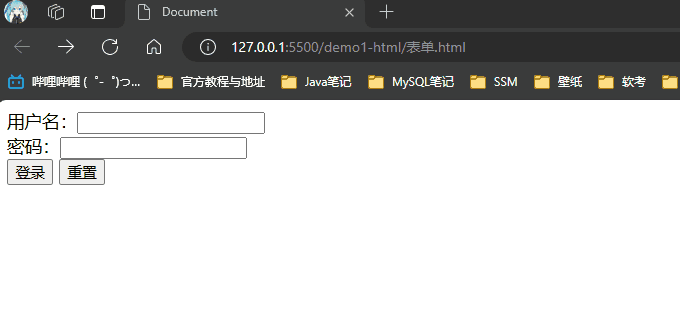 Document
127.0.0.1:5500/demo1-html/表单.html
哔哩哔哩 (゜-゜)つ... 官方教程与地址 Java笔记 MySQL笔记 SSM 壁纸 软考
用户名：
密码：
登录 重置